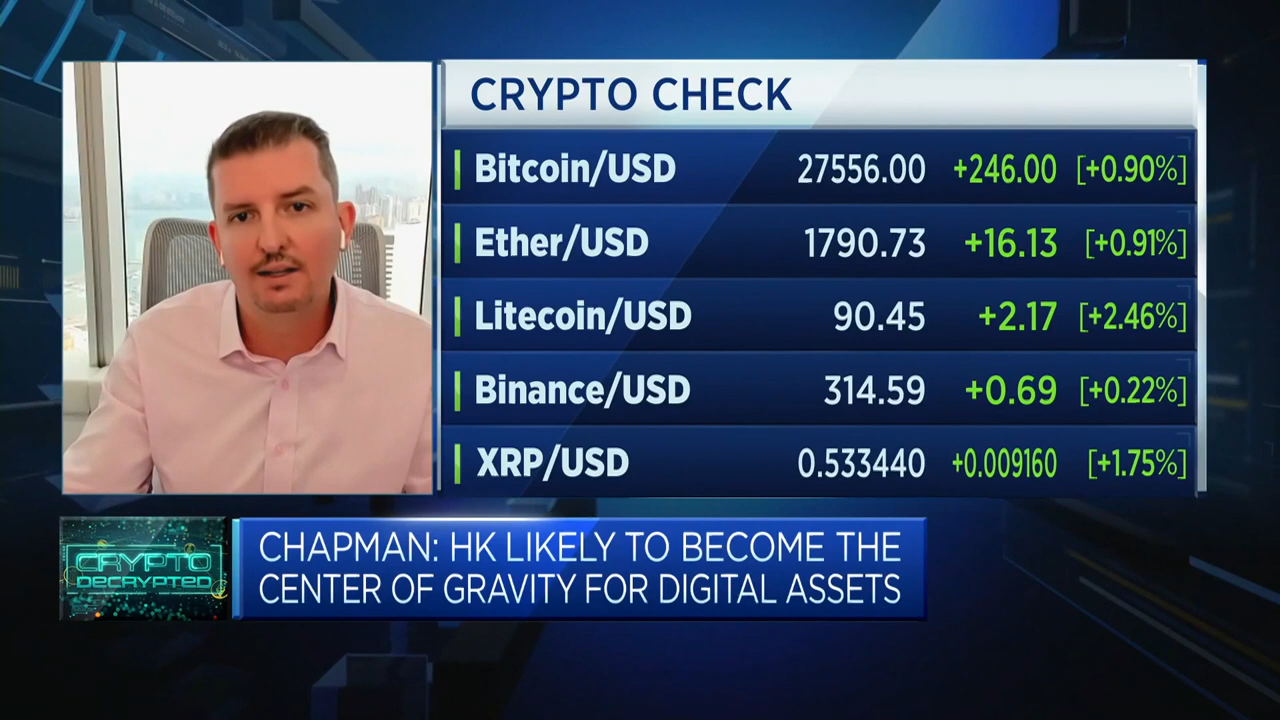 CRYPTO CHECK
Bitcoin/USD 27556.00 +246.00 [+0.90%]
Ether/USD 1790.73 +16.13 [+0.91%]
Litecoin/USD 90.45 +2.17 [+2.46%]
Binance/USD 314.59 +0.69 [+0.22%]
XRP/USD 0.533440 +0.009160 [+1.75%]
CRYPTO
DECRYPTED
CHAPMAN: HK LIKELY TO BECOME THE
CENTER OF GRAVITY FOR DIGITAL ASSETS